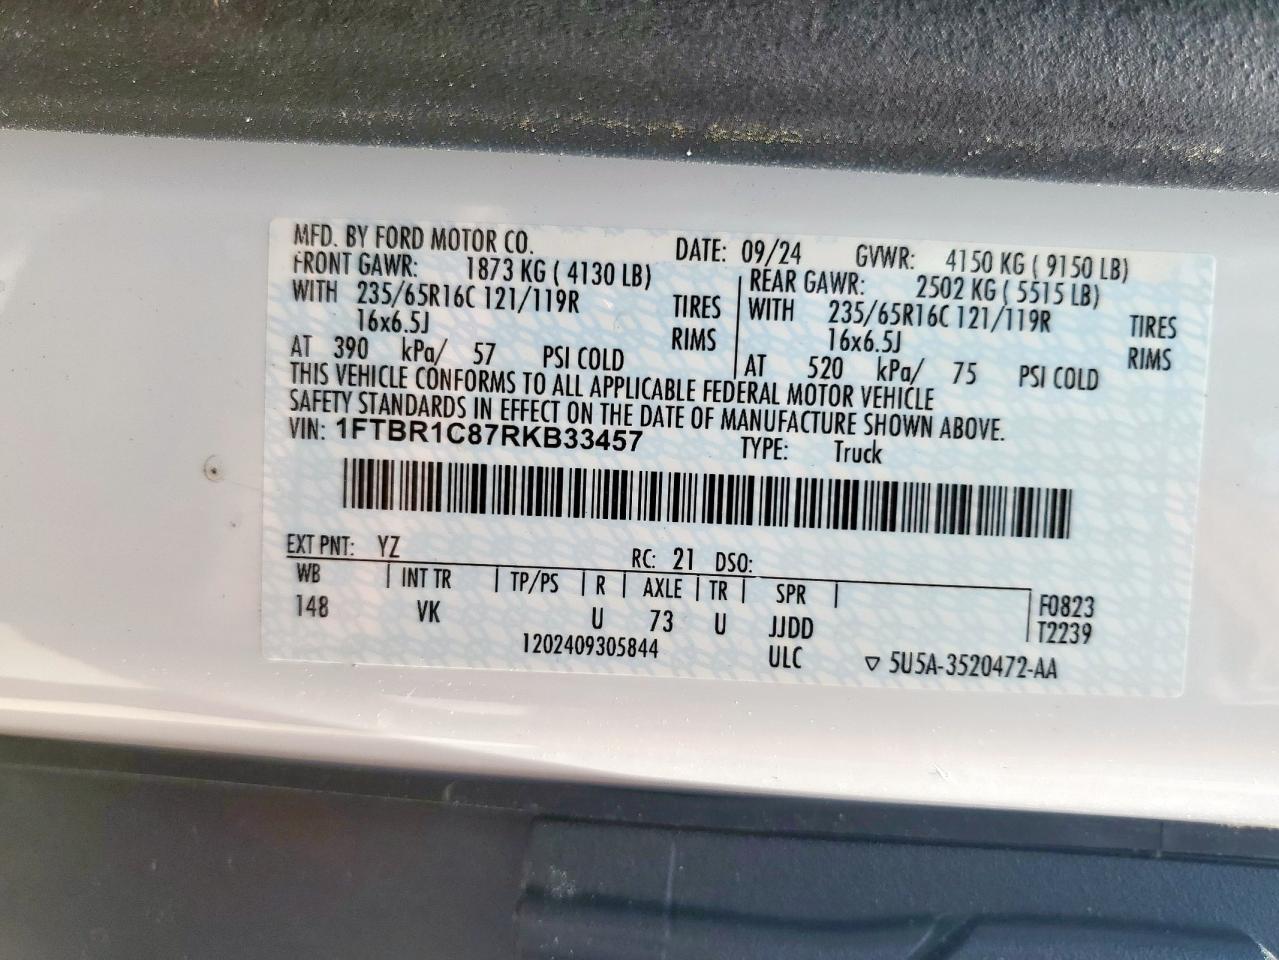 MFD. BY FORD MOTOR CO. DATE: 09/24 GVWR: 4150 KG ( 9150 LB)
FRONT GAWR: 1873 KG ( 4130 LB) REAR GAWR: 2502 KG ( 5515 LB)
WITH 235/65R16C 121/119R TIRES WITH 235/65R16C 121/119R TIRES
16x6.5J RIMS 16x6.5J RIMS
AT 390 kPa/ 57 PSI COLD AT 520 kPa/ 75 PSI COLD
THIS VEHICLE CONFORMS TO ALL APPLICABLE FEDERAL MOTOR VEHICLE
SAFETY STANDARDS IN EFFECT ON THE DATE OF MANUFACTURE SHOWN ABOVE.
VIN: 1FTBR1C87RKB33457 TYPE: Truck
EXT PNT: YZ RC: 21 DSO:
WB | INT TR | TP/PS | R | AXLE | TR | SPR | F0823
148 VK U 73 U JJDD T2239
1202409305844 ULC ▽ 5U5A-3520472-AA